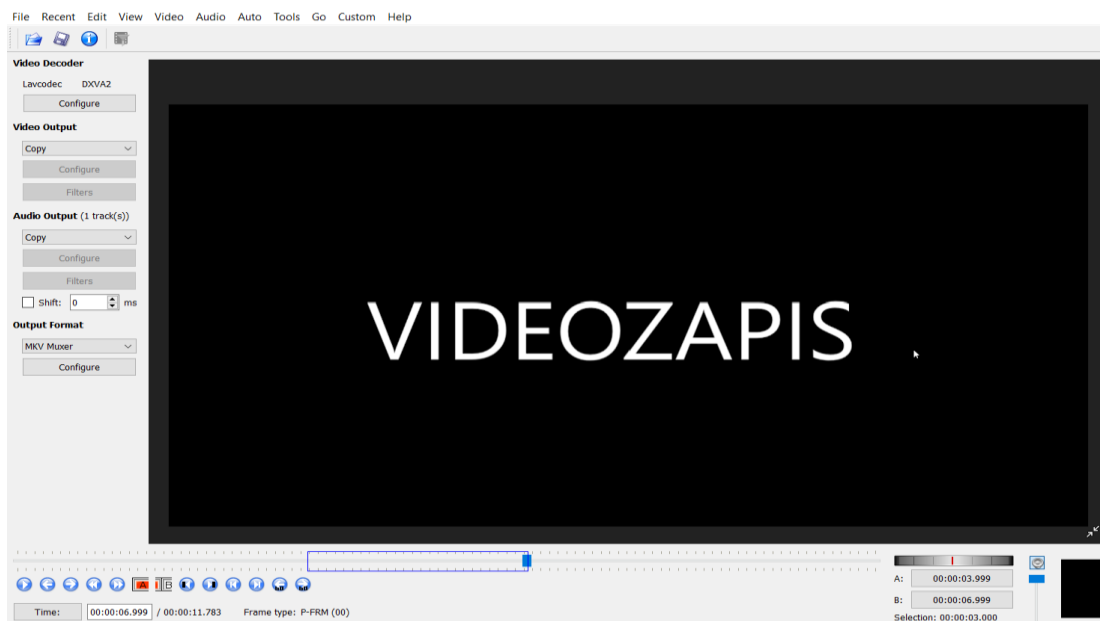 File Recent Edit View Video Audio Auto Tools Go Custom Help
Video Decoder
Lavcodec DXVA2
Configure
Video Output
Copy
Configure
Filters
Audio Output (1 track(s))
Copy
Configure
Filters
Shift: 0 ms
Output Format
MKV Muxer
Configure
VIDEOZAPIS
A B
Time: 00:00:06.999 / 00:00:11.783 Frame type: P-FRM (00)
A: 00:00:03.999
B: 00:00:06.999
Selection: 00:00:03.000